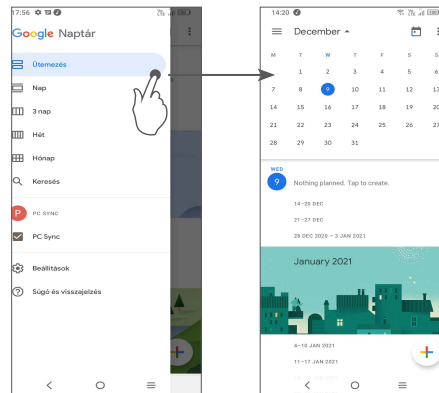 17:56
Google Naptár
Ütemezés
Nap
3 nap
Hét
Hónap
Keresés
P PC SYNC
PC Sync
Beállítások
Súgó és visszajelzés
14:20
December
M T W T F S S
1 2 3 4 5 6
7 8 9 10 11 12 13
14 15 16 17 18 19 20
21 22 23 24 25 26 27
28 29 30 31
WED
9 Nothing planned. Tap to create.
14–20 DEC
21–27 DEC
28 DEC 2020 – 3 JAN 2021
January 2021
4–10 JAN 2021
11–17 JAN 2021